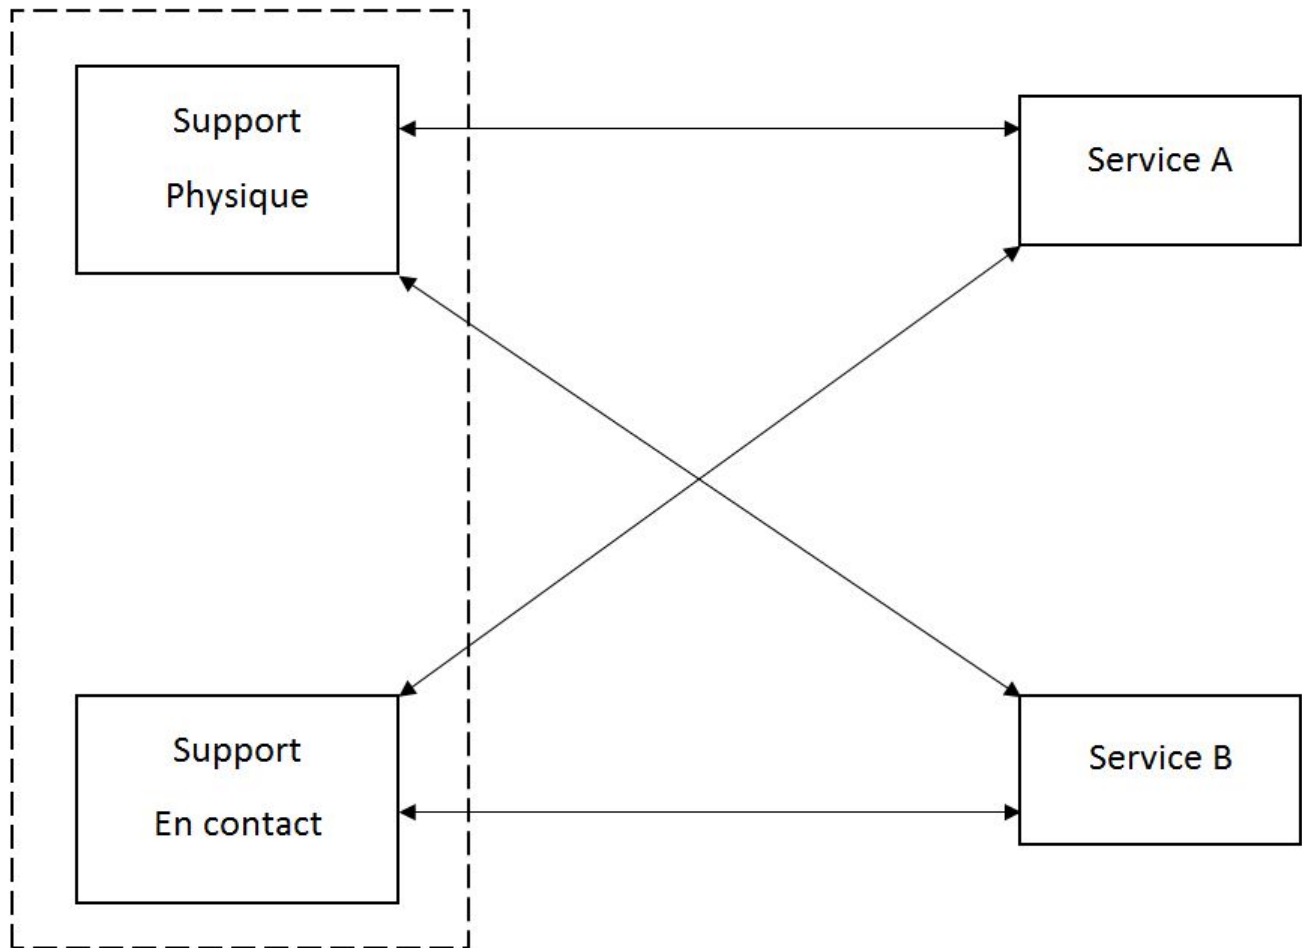 Support
Physique
Service A
Support
En contact
Service B